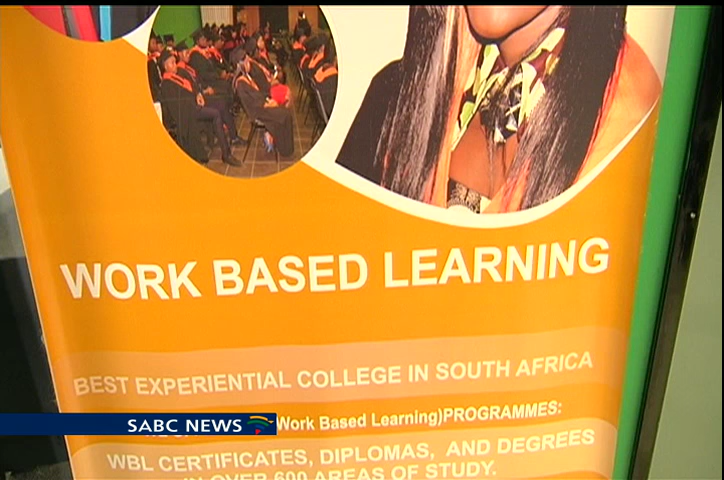 WORK BASED LEARNING
BEST EXPERIENTIAL COLLEGE IN SOUTH AFRICA
Work Based Learning)PROGRAMMES:
SABC NEWS
WBL CERTIFICATES, DIPLOMAS, AND DEGREES
IN OVER 600 AREAS OF STUDY.